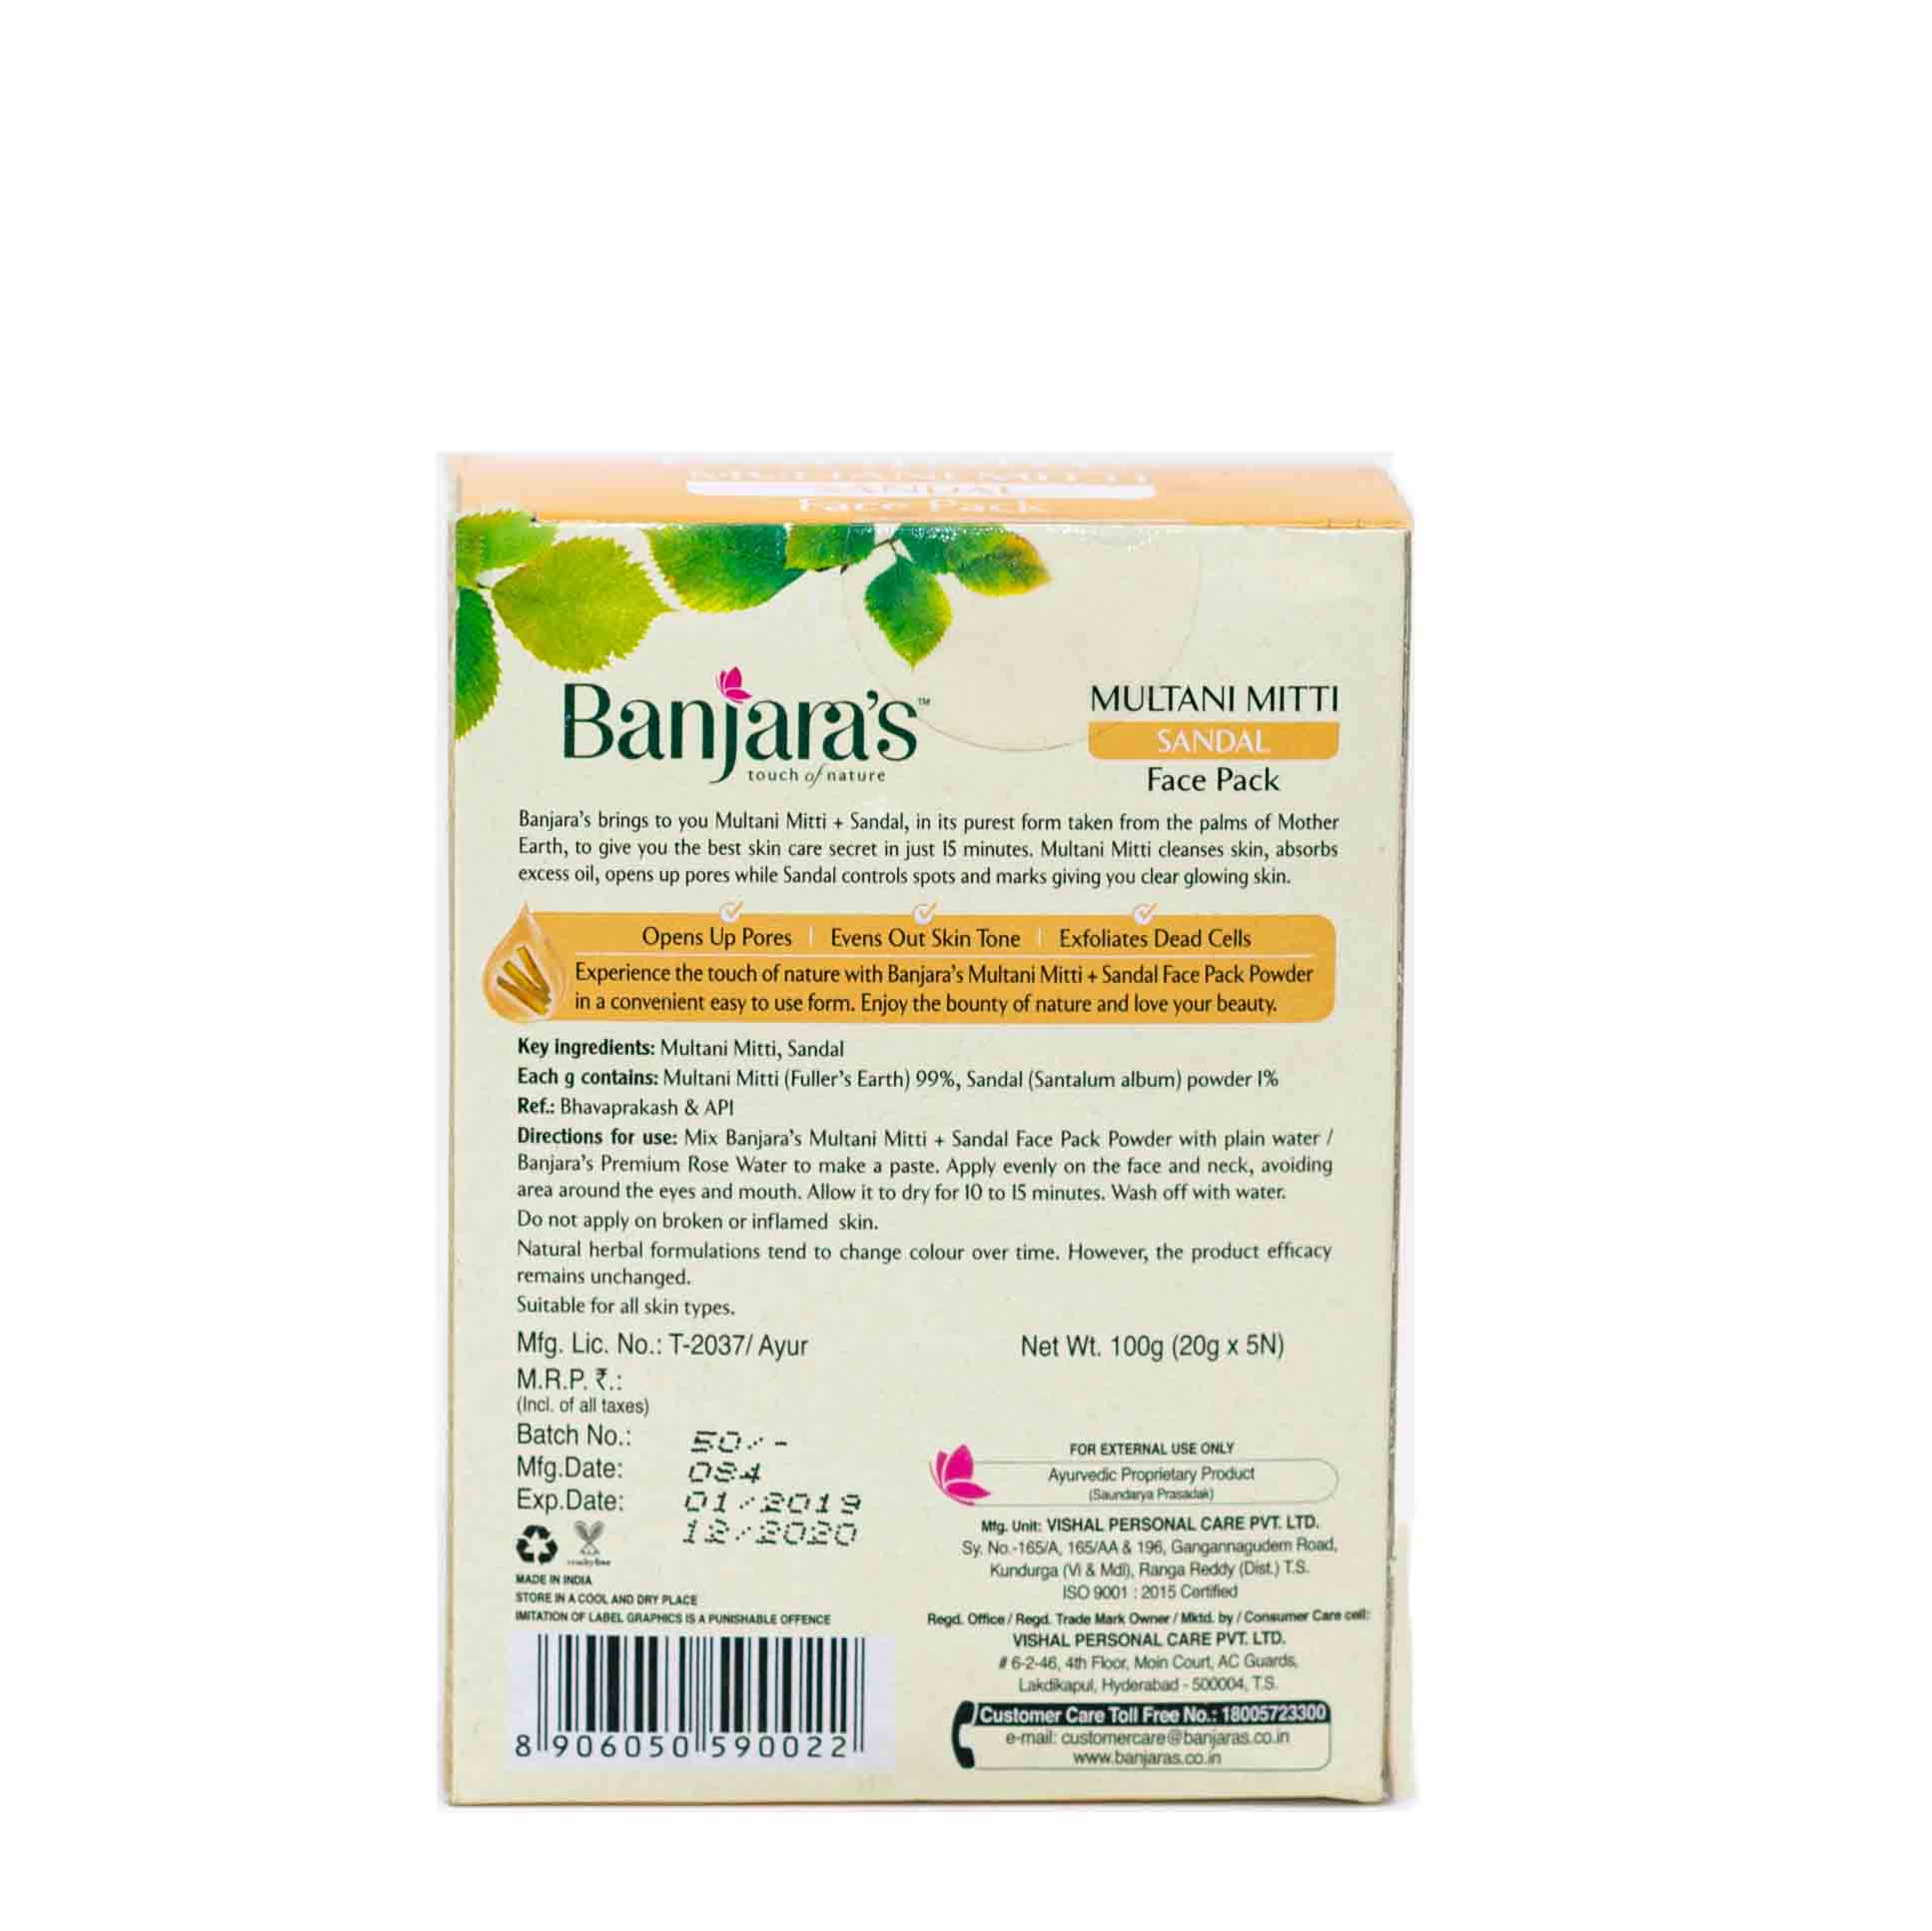 MULTANI MITTI
SANDAL
Face Pack
Banjara's™
touch of nature
MULTANI MITTI
SANDAL
Face Pack
Banjara's brings to you Multani Mitti + Sandal, in its purest form taken from the palms of Mother
Earth, to give you the best skin care secret in just 15 minutes. Multani Mitti cleanses skin, absorbs
excess oil, opens up pores while Sandal controls spots and marks giving you clear glowing skin.
Opens Up Pores | Evens Out Skin Tone | Exfoliates Dead Cells
Experience the touch of nature with Banjara's Multani Mitti + Sandal Face Pack Powder
in a convenient easy to use form. Enjoy the bounty of nature and love your beauty.
Key ingredients: Multani Mitti, Sandal
Each g contains: Multani Mitti (Fuller's Earth) 99%, Sandal (Santalum album) powder 1%
Ref.: Bhavaprakash & API
Directions for use: Mix Banjara's Multani Mitti + Sandal Face Pack Powder with plain water /
Banjara's Premium Rose Water to make a paste. Apply evenly on the face and neck, avoiding
area around the eyes and mouth. Allow it to dry for 10 to 15 minutes. Wash off with water.
Do not apply on broken or inflamed skin.
Natural herbal formulations tend to change colour over time. However, the product efficacy
remains unchanged.
Suitable for all skin types.
Mfg. Lic. No.: T-2037/ Ayur
Net Wt. 100g (20g x 5N)
M.R.P. ₹.:
(Incl. of all taxes)
Batch No.:
Mfg.Date:
Exp.Date:
50/-
084
01/2019
12/2020
cruelty free
MADE IN INDIA
STORE IN A COOL AND DRY PLACE
IMITATION OF LABEL GRAPHICS IS A PUNISHABLE OFFENCE
8 906050 590022
FOR EXTERNAL USE ONLY
Ayurvedic Proprietary Product
(Saundarya Prasadak)
Mfg. Unit: VISHAL PERSONAL CARE PVT. LTD.
Sy. No.-165/A, 165/AA & 196, Gangannagudem Road,
Kundurga (Vi & Mdl), Ranga Reddy (Dist.) T.S.
ISO 9001 : 2015 Certified
Regd. Office / Regd. Trade Mark Owner / Mktd. by / Consumer Care cell:
VISHAL PERSONAL CARE PVT. LTD.
# 6-2-46, 4th Floor, Moin Court, AC Guards,
Lakdikapul, Hyderabad - 500004, T.S.
Customer Care Toll Free No.: 18005723300
e-mail: customercare@banjaras.co.in
www.banjaras.co.in